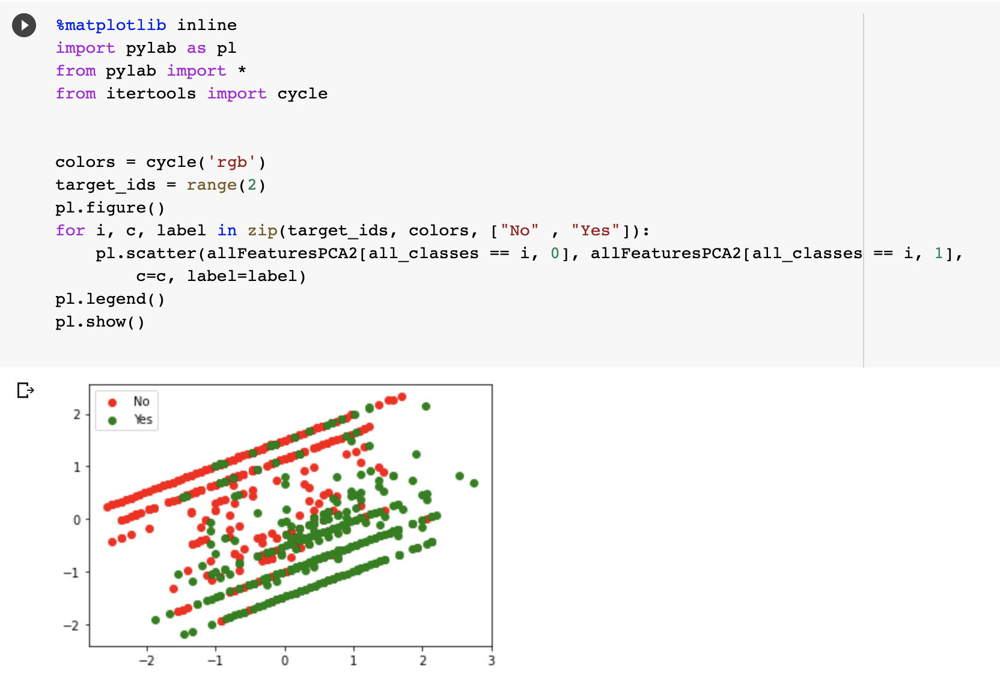 %matplotlib inline
import pylab as pl
from pylab import *
from itertools import cycle
colors = cycle('rgb')
target_ids = range(2)
pl.figure()
for i, c, label in zip(target_ids, colors, ["No" , "Yes"]):
    pl.scatter(allFeaturesPCA2[all_classes == i, 0], allFeaturesPCA2[all_classes == i, 1],
        c=c, label=label)
pl.legend()
pl.show()
No
Yes
2
1
0
−1
−2
−2 −1 0 1 2 3